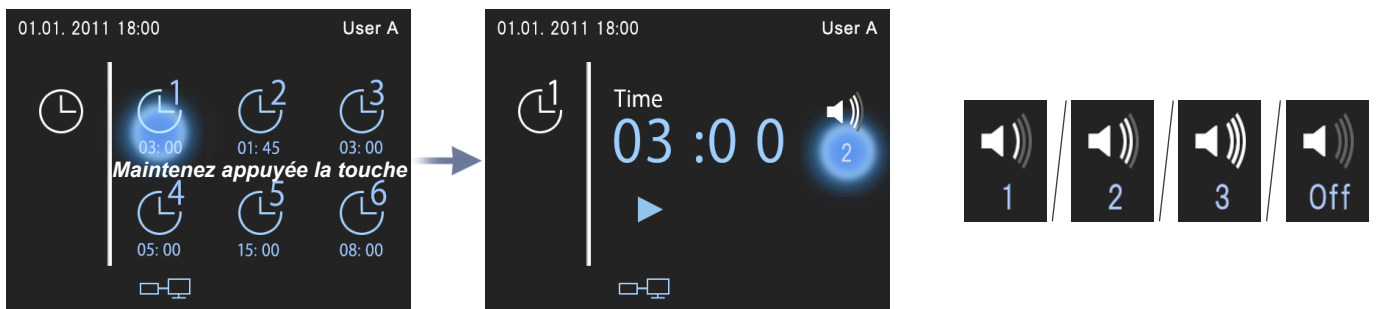 01.01. 2011 18:00 User A
1 2 3
03: 00 01: 45 03: 00
Maintenez appuyée la touche
4 5 6
05: 00 15: 00 08: 00
01.01. 2011 18:00 User A
1
Time
03 :0 0
2
1 2 3 Off